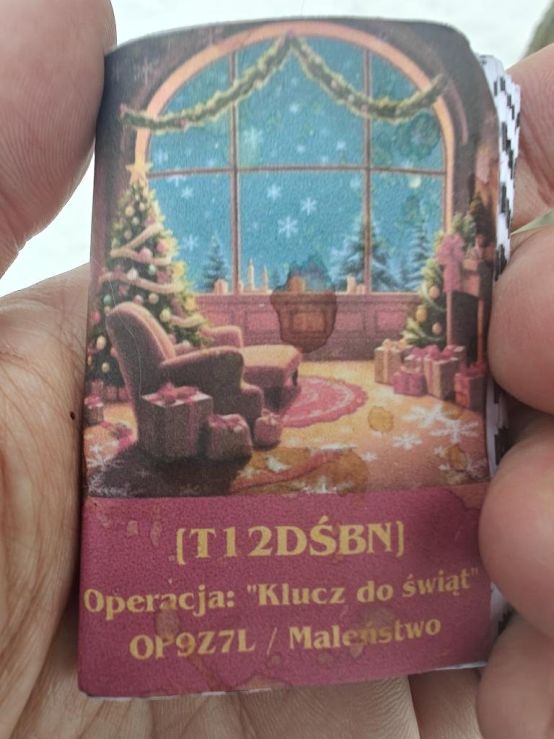 [T12DŚBN]
Operacja: "Klucz do świąt"
OP9Z7L / Maleństwo